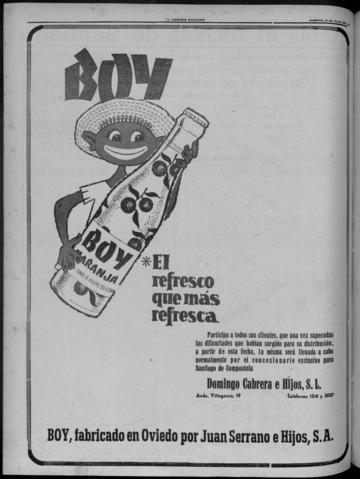 EL CORREO GALLEGO
BOY
BOY
NARANJA
*El
refresco
que más
refresca
Participa a todos sus clientes, que una vez superadas
las dificultades que habían surgido para su distribución,
a partir de esta fecha, la misma será llevada a cabo
normalmente por el concesionario exclusivo para
Santiago de Compostela
Domingo Cabrera e Hijos, S. L.
Avda. Villagarcía, 19 Teléfonos: 1216 y
BOY, fabricado en Oviedo por Juan Serrano e Hijos, S.A.